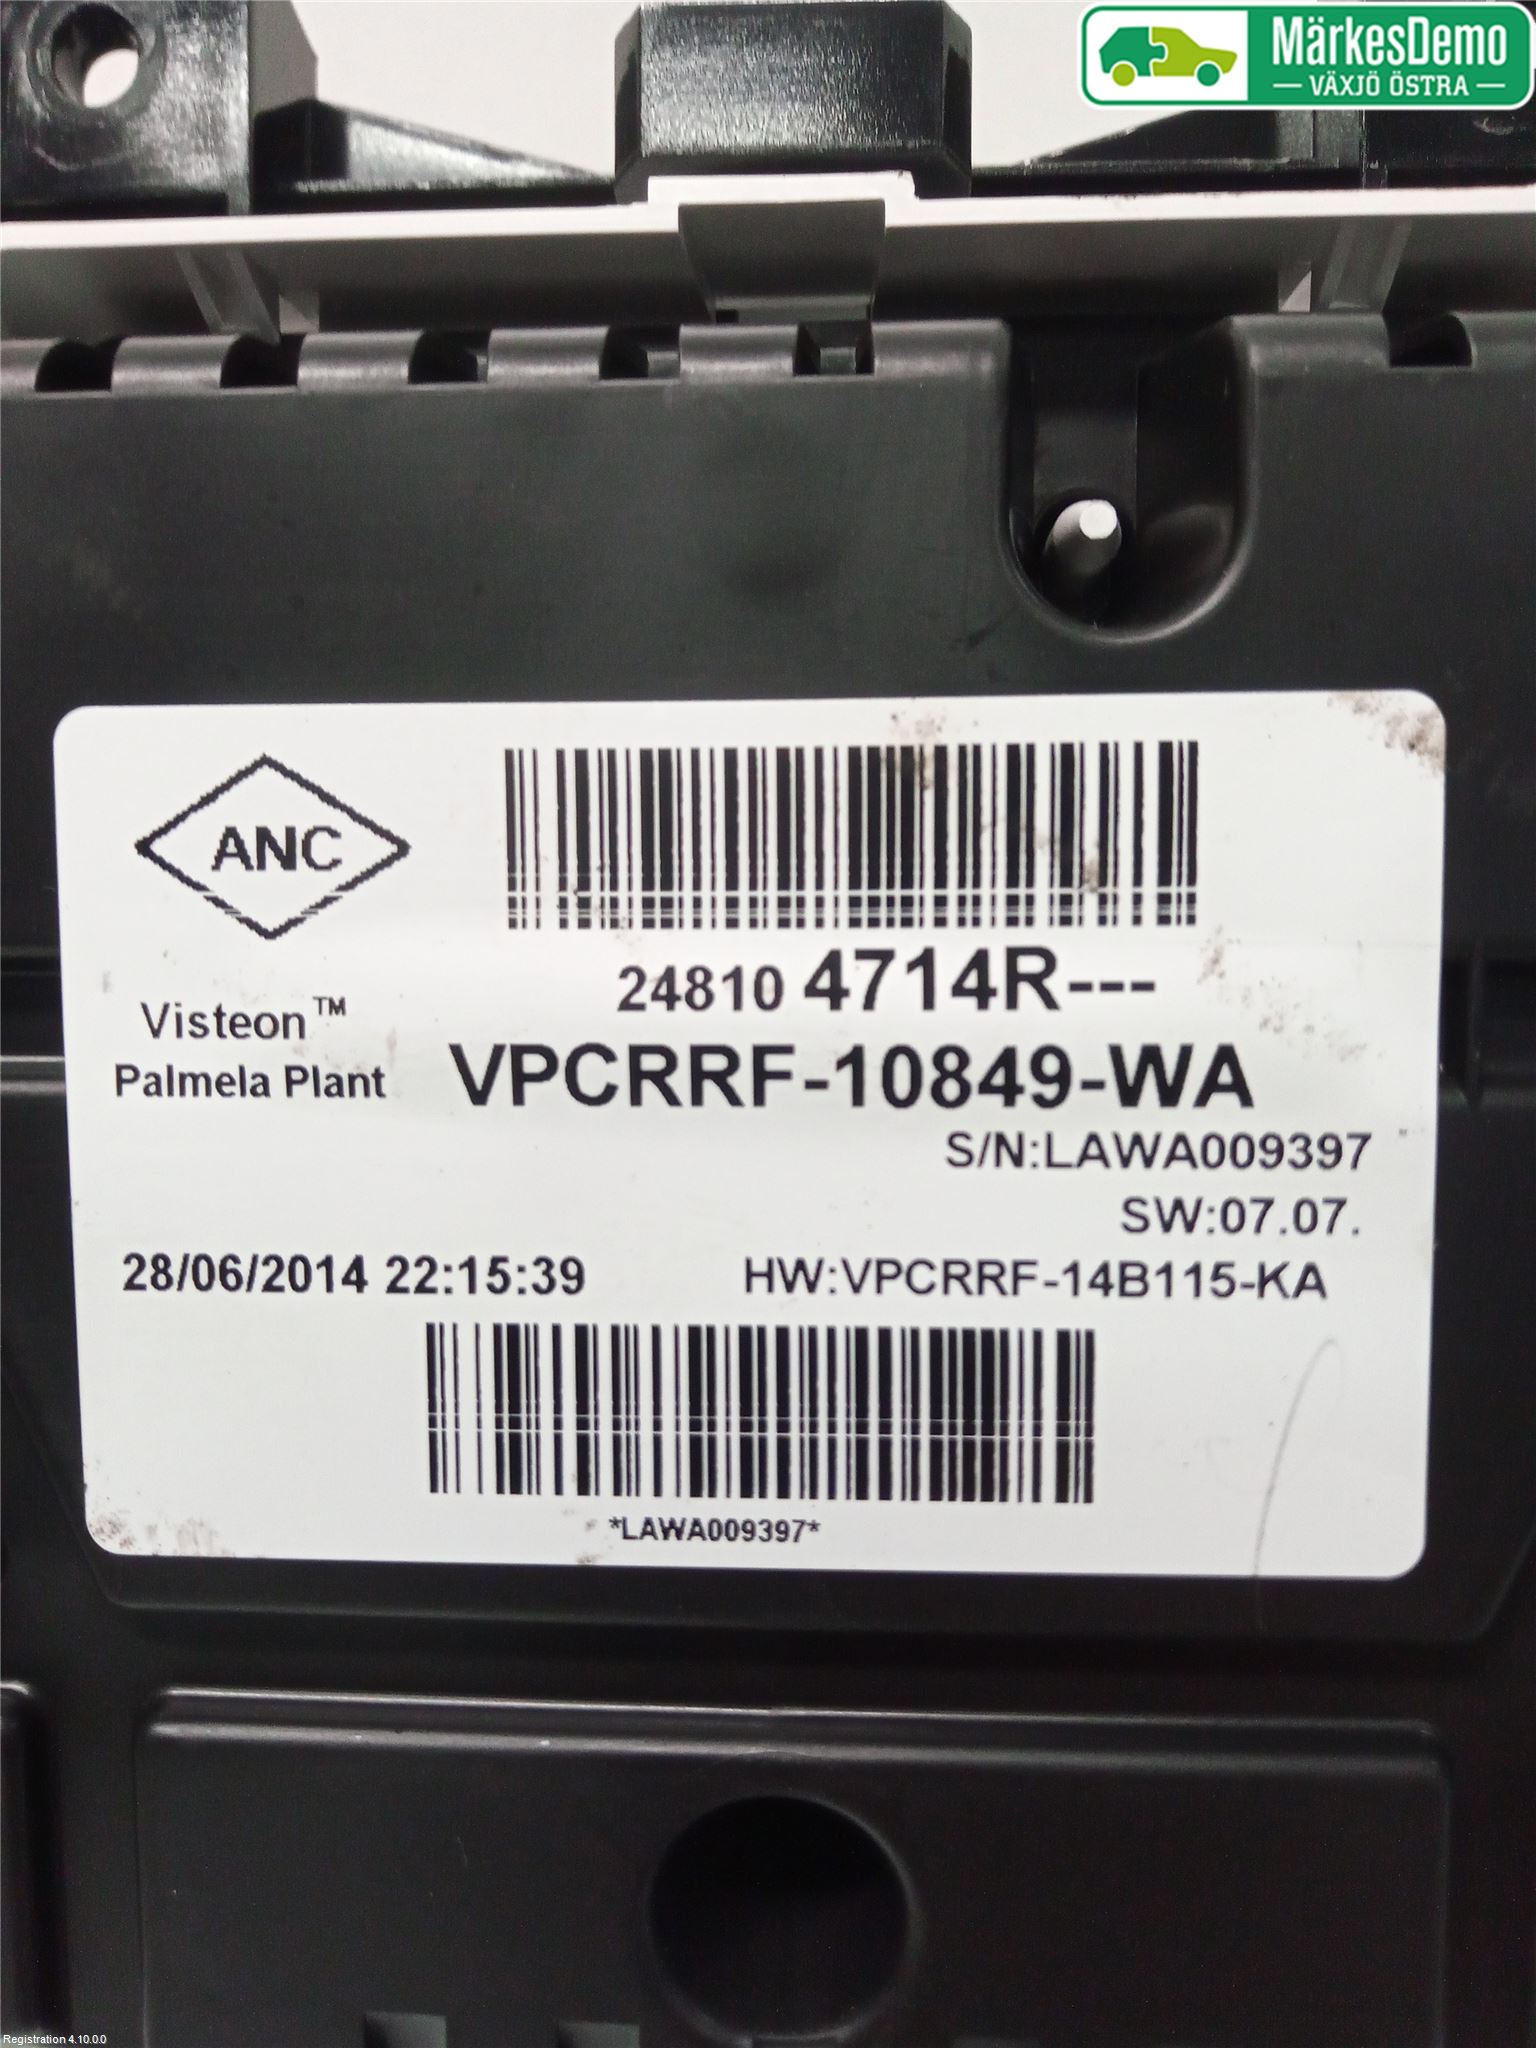 MärkesDemo
VÄXJÖ ÖSTRA
ANC
24810 4714R---
Visteon™
Palmela Plant
VPCRRF-10849-WA
S/N:LAWA009397
SW:07.07.
28/06/2014 22:15:39
HW:VPCRRF-14B115-KA
*LAWA009397*
Registration 4.10.0.0